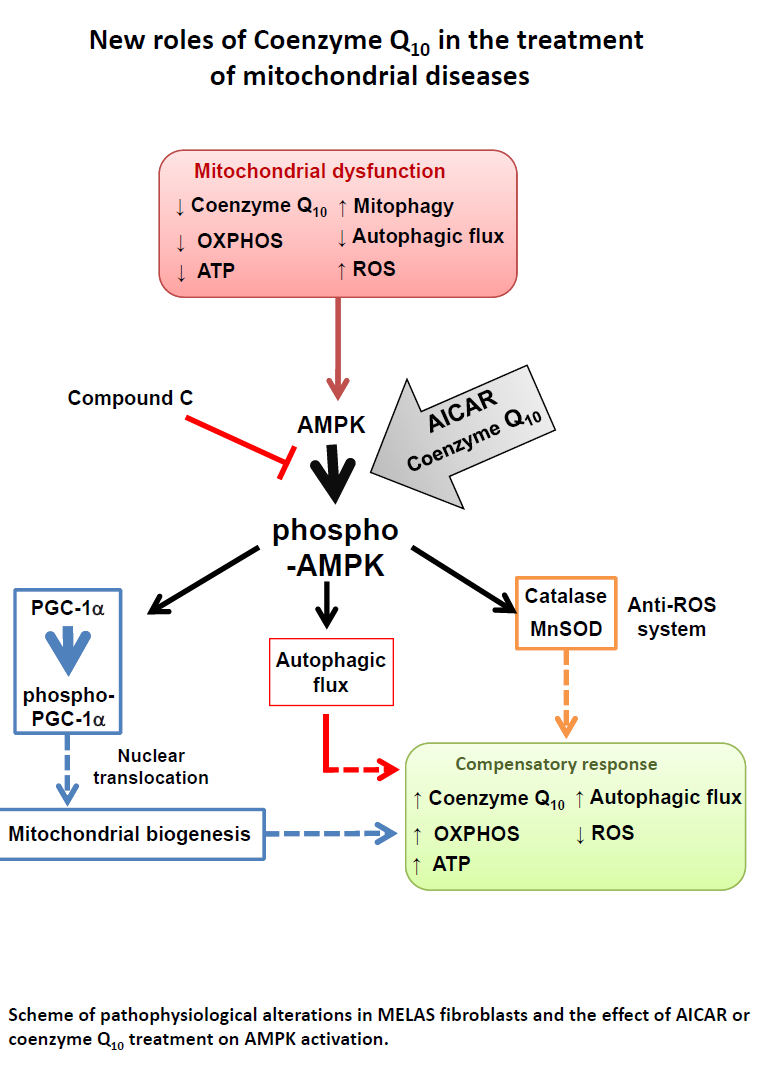 New roles of Coenzyme Q10 in the treatment
of mitochondrial diseases
Mitochondrial dysfunction
↓ Coenzyme Q10 ↑ Mitophagy
↓ OXPHOS ↓ Autophagic flux
↓ ATP ↑ ROS
Compound C
AMPK
AICAR
Coenzyme Q10
phospho
-AMPK
PGC-1α
phospho-
PGC-1α
Autophagic
flux
Catalase
MnSOD
Anti-ROS
system
Nuclear
translocation
Mitochondrial biogenesis
Compensatory response
↑ Coenzyme Q10 ↑ Autophagic flux
↑ OXPHOS ↓ ROS
↑ ATP
Scheme of pathophysiological alterations in MELAS fibroblasts and the effect of AICAR or
coenzyme Q10 treatment on AMPK activation.